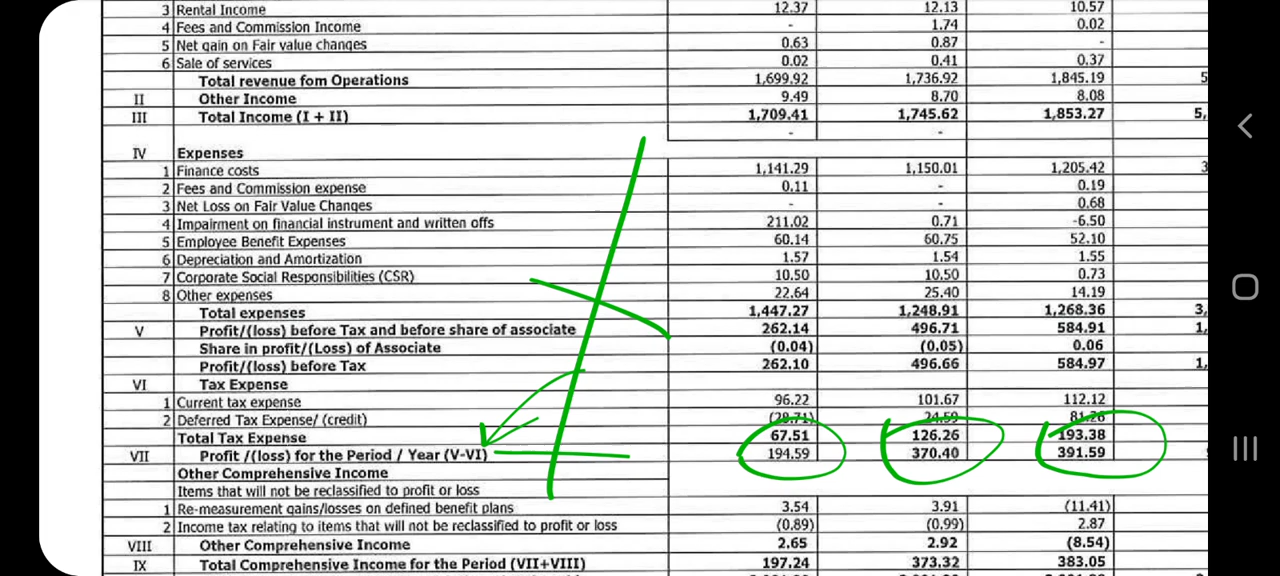 3 Rental Income 12.37 12.13 10.57
4 Fees and Commission Income - 1.74 0.02
5 Net gain on Fair value changes 0.63 0.87 -
6 Sale of services 0.02 0.41 0.37
Total revenue fom Operations 1,699.92 1,736.92 1,845.19 5
II Other Income 9.49 8.70 8.08
III Total Income (I + II) 1,709.41 1,745.62 1,853.27 5,
- -
IV Expenses
1 Finance costs 1,141.29 1,150.01 1,205.42 3
2 Fees and Commission expense 0.11 - 0.19
3 Net Loss on Fair Value Changes - - 0.68
4 Impairment on financial instrument and written offs 211.02 0.71 -6.50
5 Employee Benefit Expenses 60.14 60.75 52.10
6 Depreciation and Amortization 1.57 1.54 1.55
7 Corporate Social Responsibilities (CSR) 10.50 10.50 0.73
8 Other expenses 22.64 25.40 14.19
Total expenses 1,447.27 1,248.91 1,268.36 3,
V Profit/(loss) before Tax and before share of associate 262.14 496.71 584.91 1,
Share in profit/(Loss) of Associate (0.04) (0.05) 0.06
Profit/(loss) before Tax 262.10 496.66 584.97 1,
VI Tax Expense
1 Current tax expense 96.22 101.67 112.12
2 Deferred Tax Expense/ (credit) (28.71) 24.59 81.26
Total Tax Expense 67.51 126.26 193.38
VII Profit /(loss) for the Period / Year (V-VI) 194.59 370.40 391.59
Other Comprehensive Income
Items that will not be reclassified to profit or loss
1 Re-measurement gains/losses on defined benefit plans 3.54 3.91 (11.41)
2 Income tax relating to items that will not be reclassified to profit or loss (0.89) (0.99) 2.87
VIII Other Comprehensive Income 2.65 2.92 (8.54)
IX Total Comprehensive Income for the Period (VII+VIII) 197.24 373.32 383.05